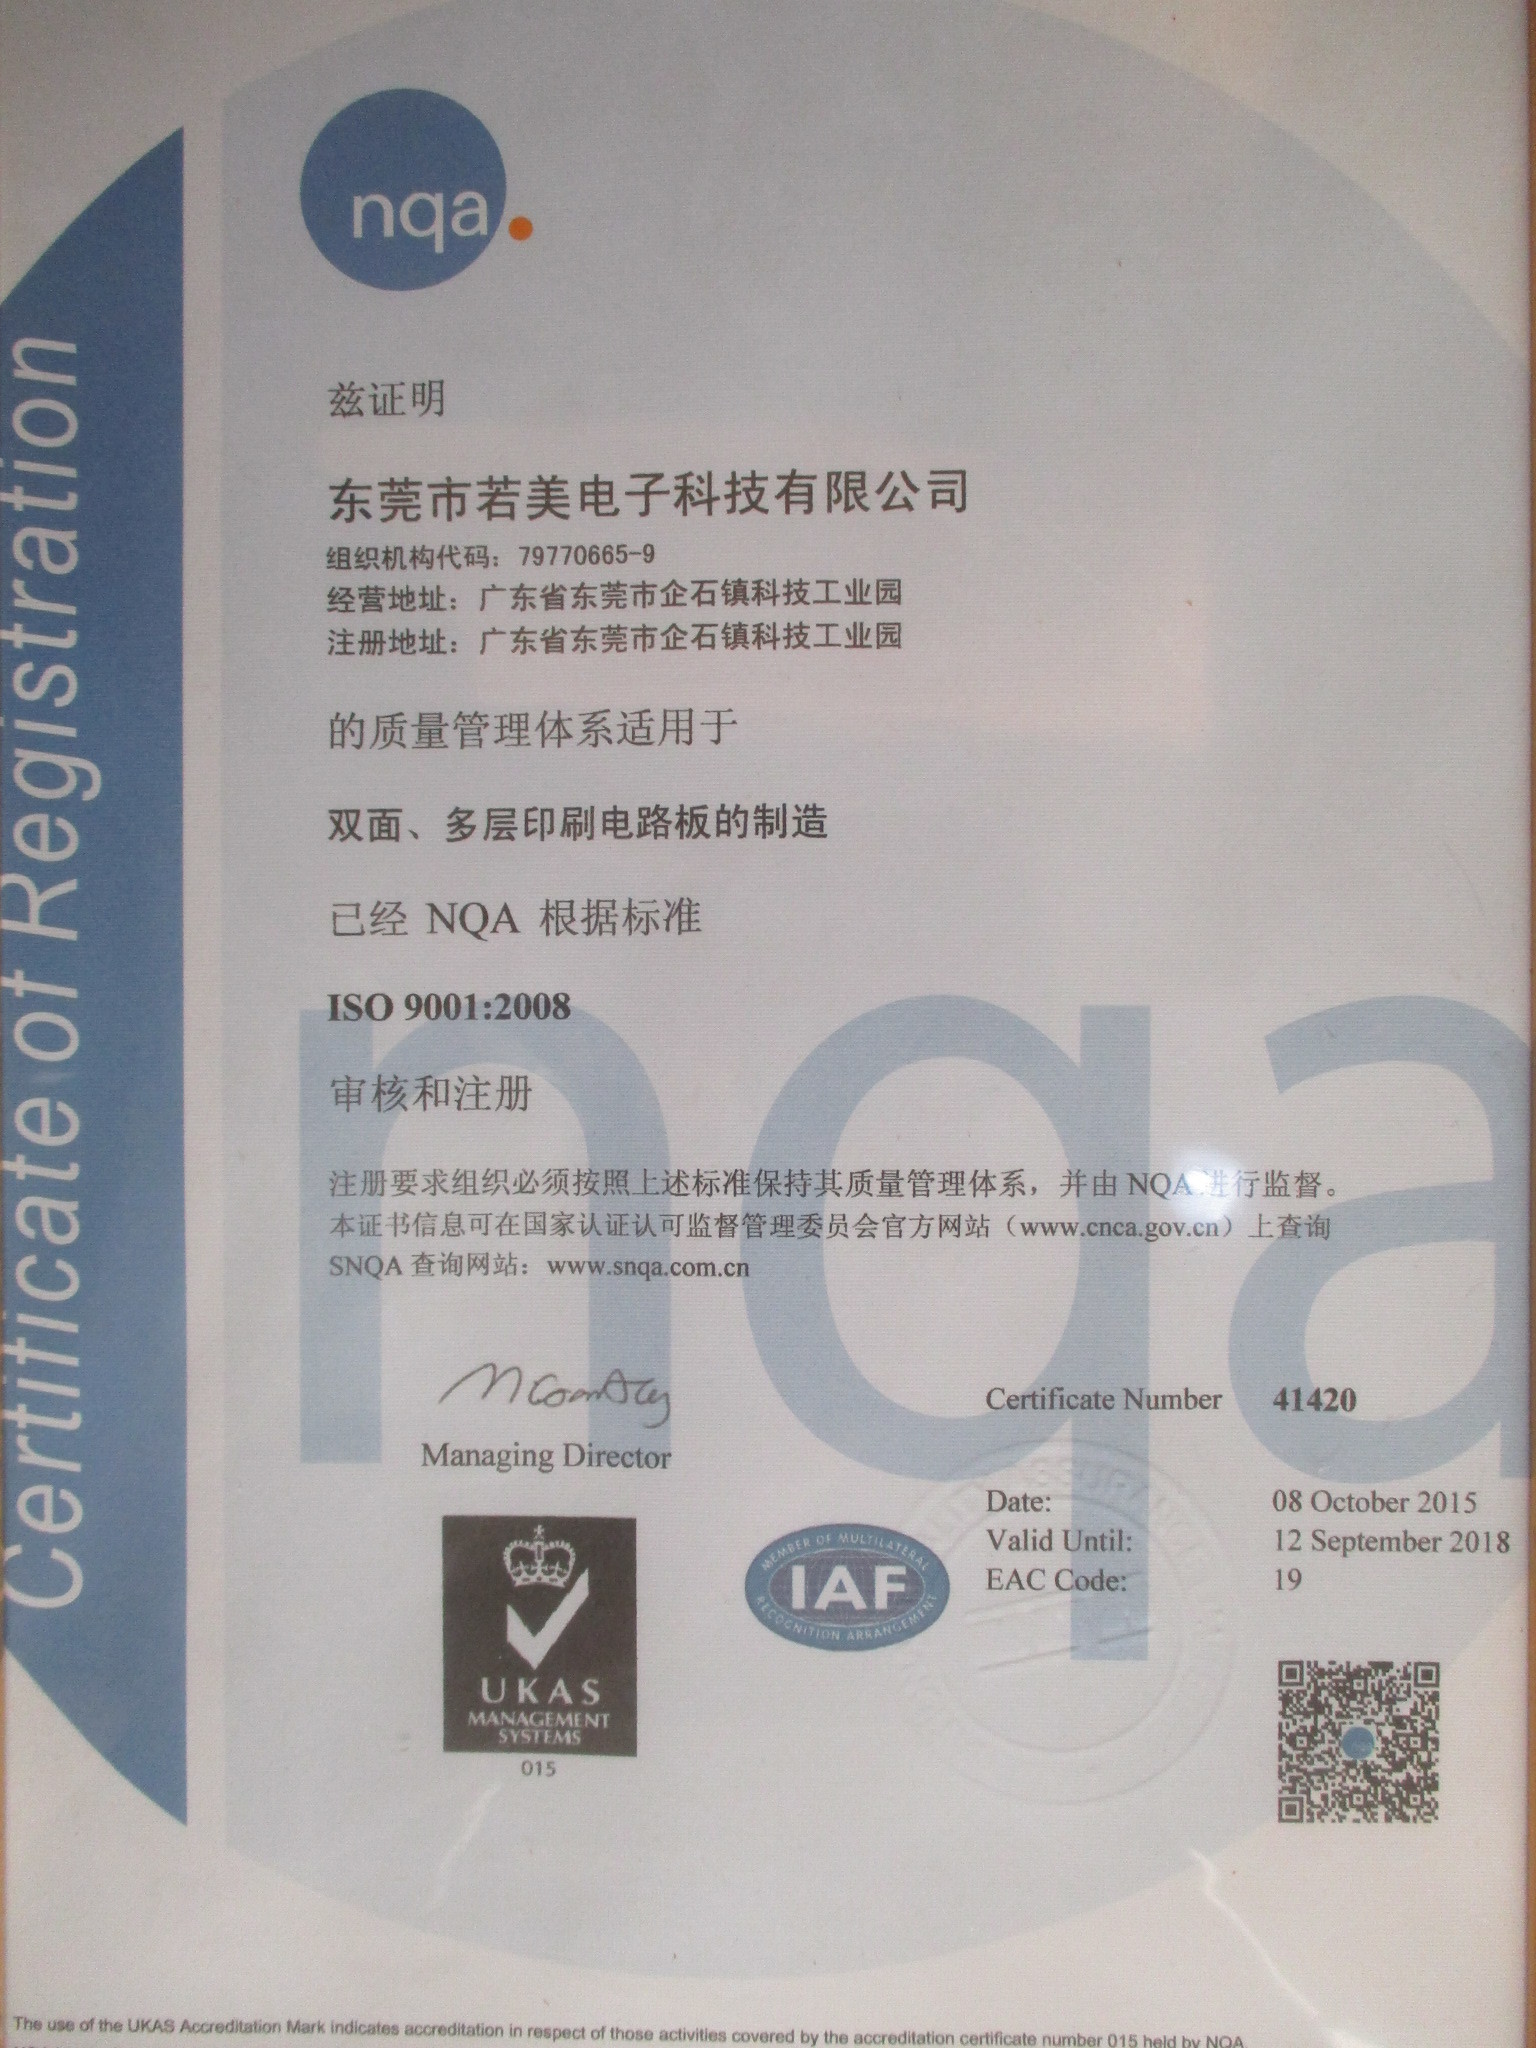 Certificate of Registration
nqa.
兹证明
东莞市若美电子科技有限公司
组织机构代码：79770665-9
经营地址：广东省东莞市企石镇科技工业园
注册地址：广东省东莞市企石镇科技工业园
的质量管理体系适用于
双面、多层印刷电路板的制造
已经 NQA 根据标准
ISO 9001:2008
审核和注册
注册要求组织必须按照上述标准保持其质量管理体系，并由 NQA 进行监督。
本证书信息可在国家认证认可监督管理委员会官方网站（www.cnca.gov.cn）上查询
SNQA 查询网站：www.snqa.com.cn
Managing Director
Certificate Number 41420
Date: 08 October 2015
Valid Until: 12 September 2018
EAC Code: 19
UKAS
MANAGEMENT
SYSTEMS
015
MEMBER OF MULTILATERAL
IAF
RECOGNITION ARRANGEMENT
nqa
The use of the UKAS Accreditation Mark indicates accreditation in respect of those activities covered by the accreditation certificate number 015 held by NQA.